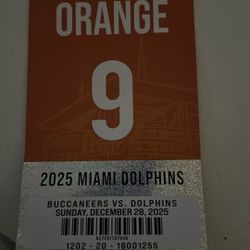 ORANGE
9
2025 MIAMI DOLPHINS
BUCCANEERS VS. DOLPHINS
SUNDAY, DECEMBER 28, 2025
1202 - 20 - 18001255